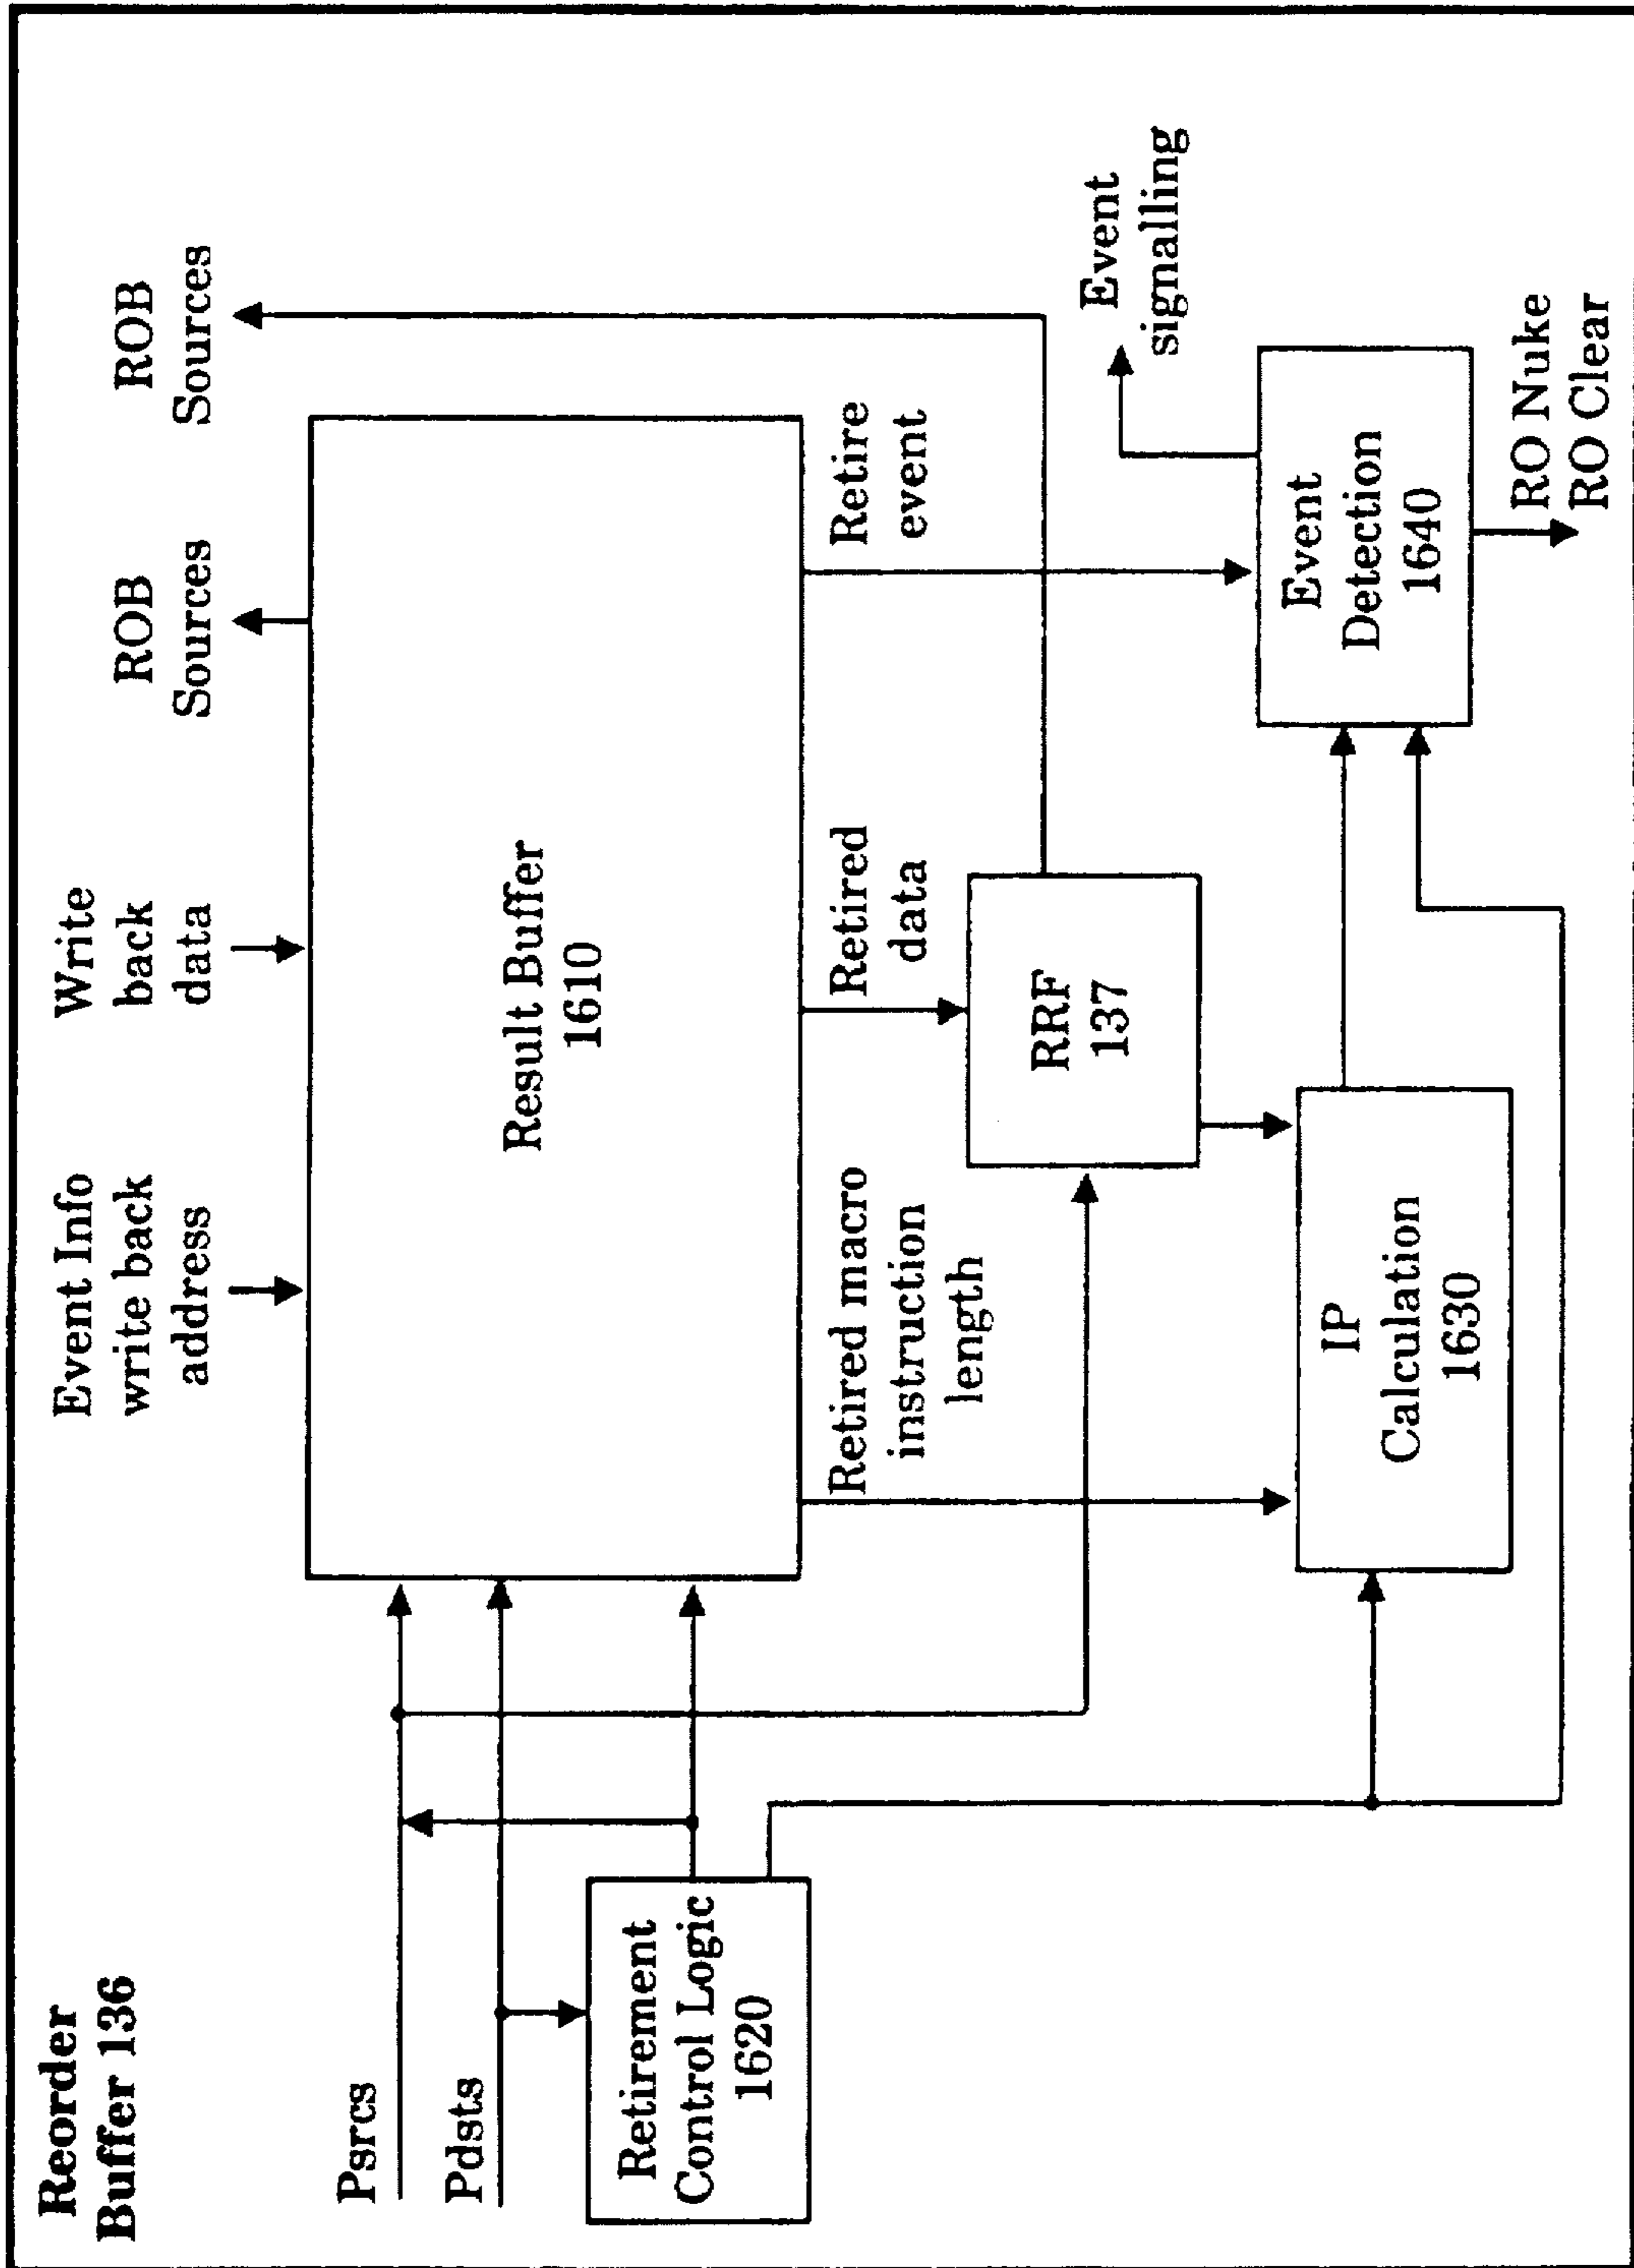 Reorder
Buffer 136
Event Info
write back
address
Write
back
data
ROB
Sources
ROB
Sources
Psrcs
Pdsts
Result Buffer
1610
Retirement
Control Logic
1620
Retired macro
instruction
length
Retired
data
Retire
event
RRF
137
Event
signalling
IP
Calculation
1630
Event
Detection
1640
RO Nuke
RO Clear